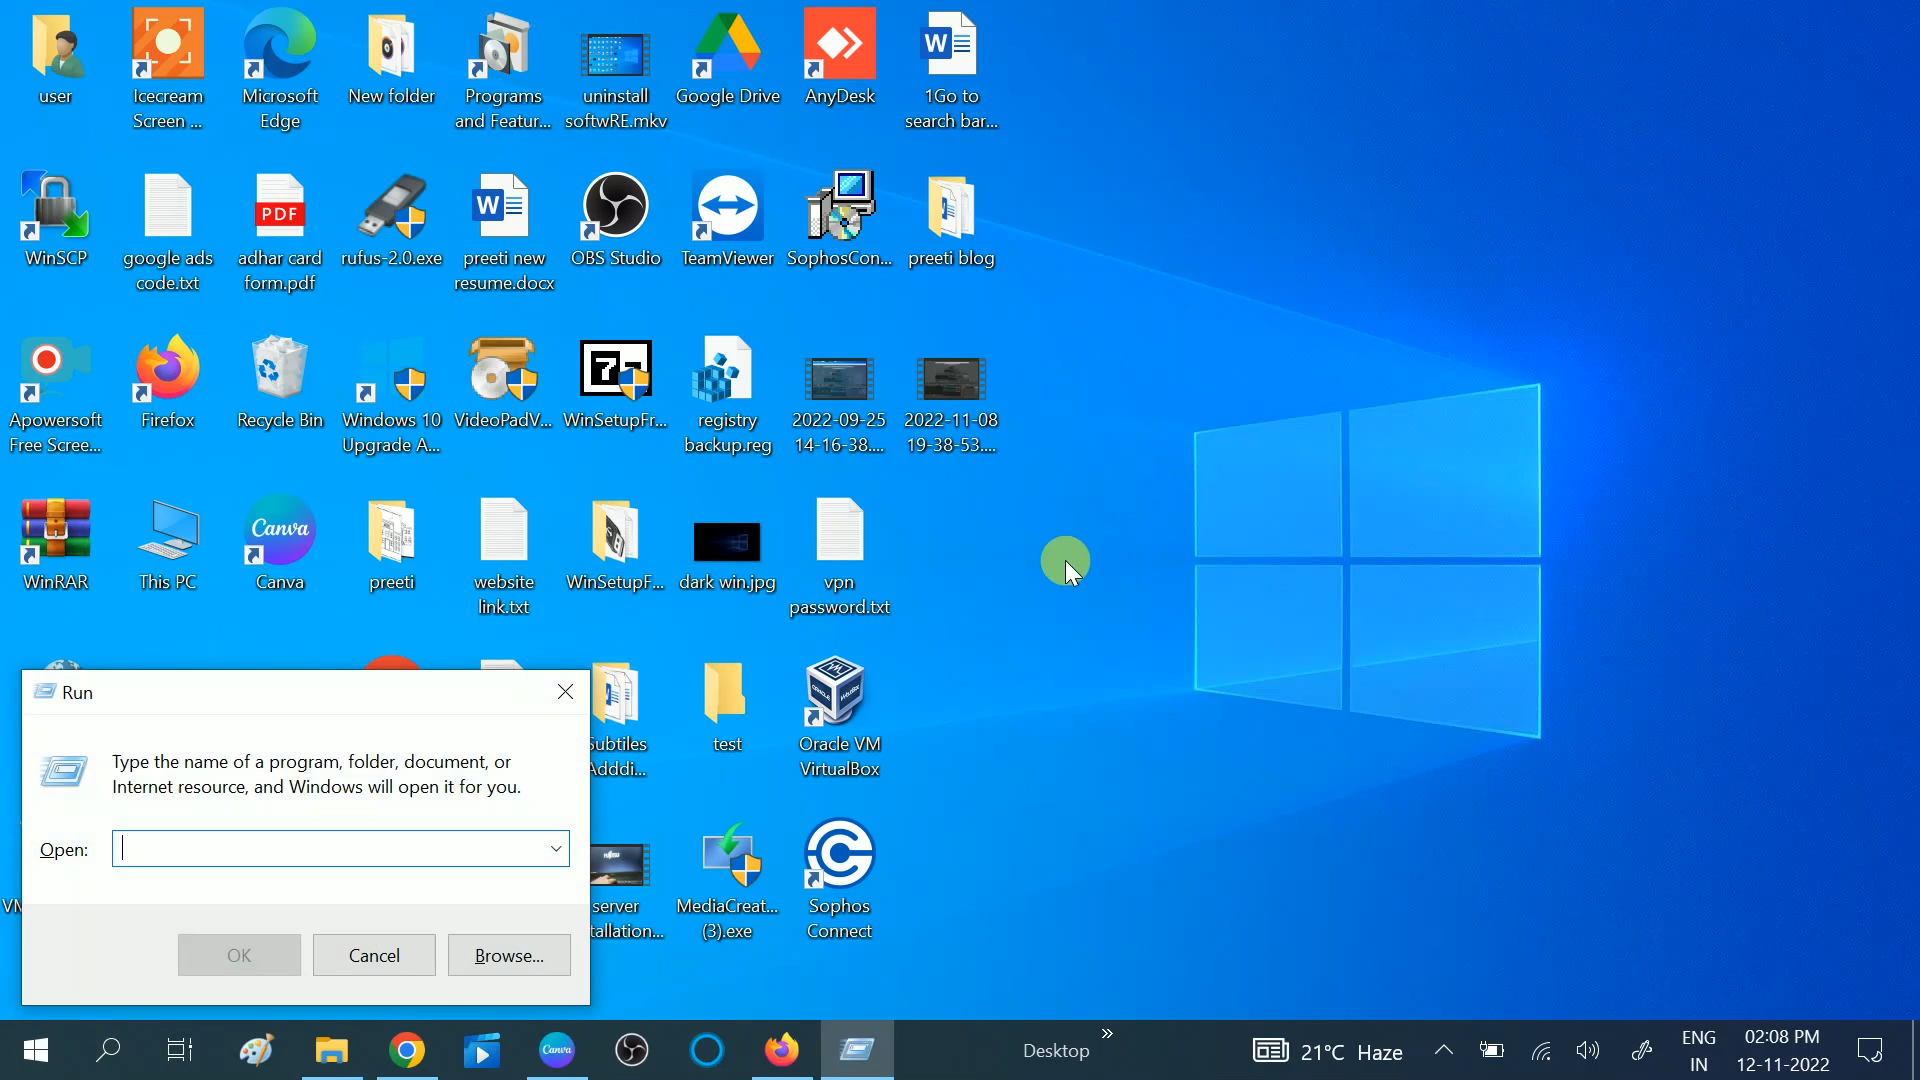 user
Icecream
Screen ...
Microsoft
Edge
New folder
Programs
and Featur...
uninstall
softwRE.mkv
Google Drive
AnyDesk
W
1Go to
search bar...
WinSCP
google ads
code.txt
PDF
adhar card
form.pdf
rufus-2.0.exe
W
preeti new
resume.docx
OBS Studio
TeamViewer
SophosCon...
preeti blog
Apowersoft
Free Scree...
Firefox
Recycle Bin
Windows 10
Upgrade A...
VideoPadV...
WinSetupFr...
registry
backup.reg
2022-09-25
14-16-38....
2022-11-08
19-38-53....
WinRAR
This PC
Canva
Canva
preeti
website
link.txt
WinSetupF...
dark win.jpg
vpn
password.txt
Subtiles
Adddi...
test
Oracle VM
VirtualBox
Run
Type the name of a program, folder, document, or
Internet resource, and Windows will open it for you.
Open:
OK
Cancel
Browse...
VM
server
tallation...
MediaCreat...
(3).exe
Sophos
Connect
Canva
Desktop
21°C Haze
ENG
IN
02:08 PM
12-11-2022